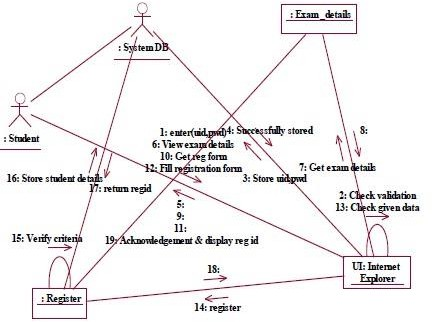 : Exam_details
: System DB
: Student
1: enter(uid,pwd)
4: Successfully stored
8:
6: View exam details
10: Get reg form
12: Fill registration form
7: Get exam details
16: Store student details
3: Store uid,pwd
17: return regid
2: Check validation
13: Check given data
5:
9:
11:
15: Verify criteria
19: Acknowledgement & display reg id
18:
UI: Internet
Explorer
: Register
14: register